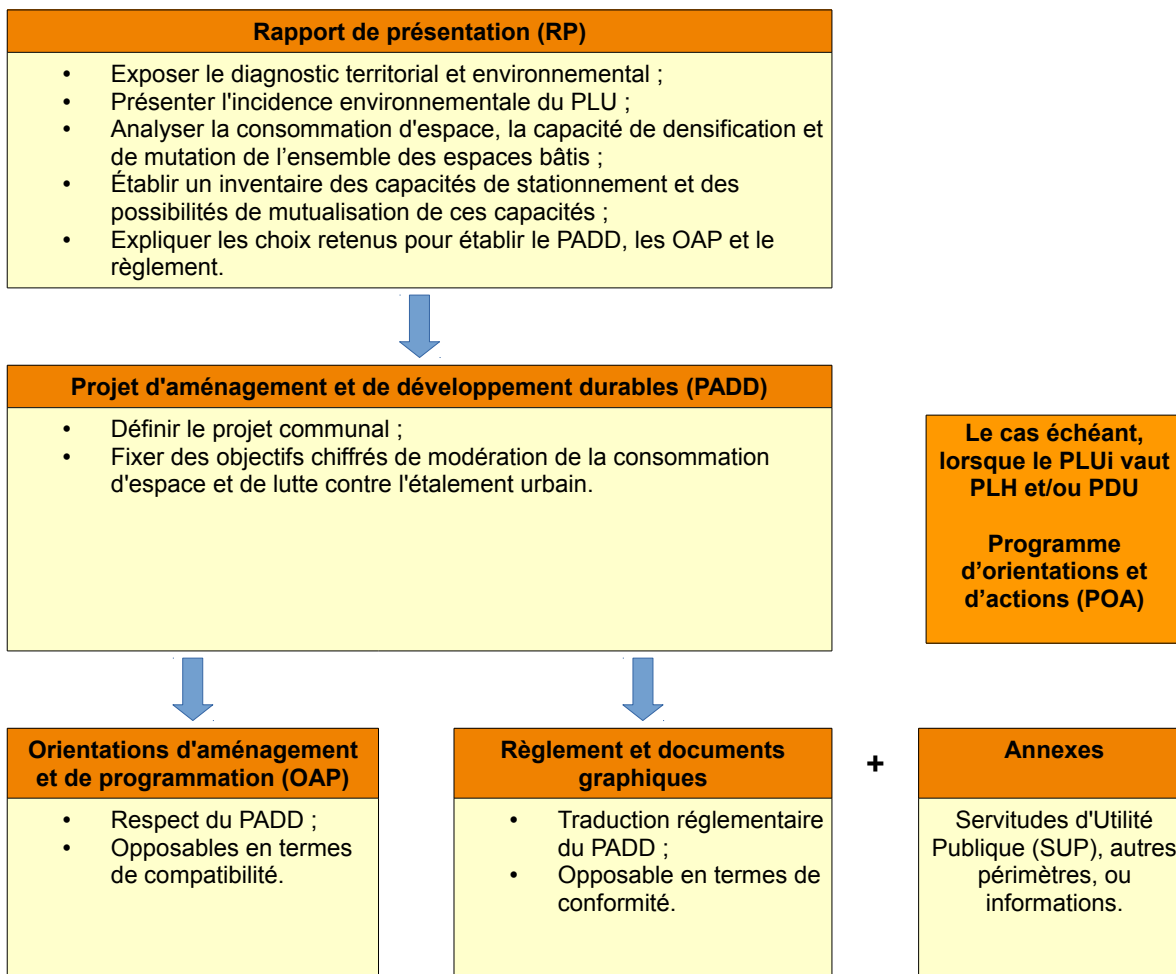 Rapport de présentation (RP)
• Exposer le diagnostic territorial et environnemental ;
• Présenter l'incidence environnementale du PLU ;
• Analyser la consommation d'espace, la capacité de densification et
de mutation de l’ensemble des espaces bâtis ;
• Établir un inventaire des capacités de stationnement et des
possibilités de mutualisation de ces capacités ;
• Expliquer les choix retenus pour établir le PADD, les OAP et le
règlement.
Projet d'aménagement et de développement durables (PADD)
• Définir le projet communal ;
• Fixer des objectifs chiffrés de modération de la consommation
d'espace et de lutte contre l'étalement urbain.
Le cas échéant,
lorsque le PLUi vaut
PLH et/ou PDU
Programme
d’orientations et
d’actions (POA)
Orientations d'aménagement
et de programmation (OAP)
• Respect du PADD ;
• Opposables en termes
de compatibilité.
Règlement et documents
graphiques
• Traduction réglementaire
du PADD ;
• Opposable en termes de
conformité.
+
Annexes
Servitudes d'Utilité
Publique (SUP), autres
périmètres, ou
informations.